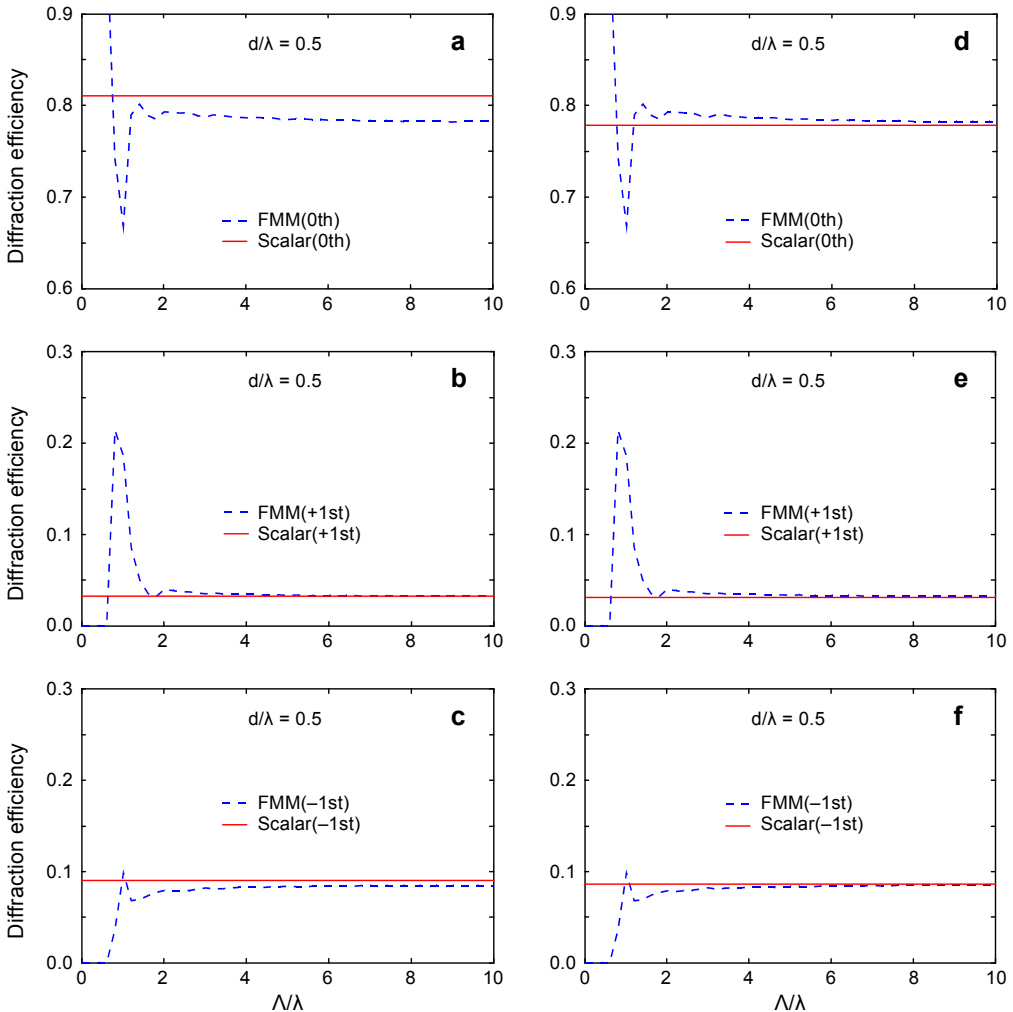 Diffraction efficiency
0.9
0.8
0.7
0.6
d/λ = 0.5
a
FMM(0th)
Scalar(0th)
0 2 4 6 8 10
0.9
0.8
0.7
0.6
d/λ = 0.5
d
FMM(0th)
Scalar(0th)
0 2 4 6 8 10
Diffraction efficiency
0.3
0.2
0.1
0.0
d/λ = 0.5
b
FMM(+1st)
Scalar(+1st)
0 2 4 6 8 10
0.3
0.2
0.1
0.0
d/λ = 0.5
e
FMM(+1st)
Scalar(+1st)
0 2 4 6 8 10
Diffraction efficiency
0.3
0.2
0.1
0.0
d/λ = 0.5
c
FMM(–1st)
Scalar(–1st)
0 2 4 6 8 10
Λ/λ
0.3
0.2
0.1
0.0
d/λ = 0.5
f
FMM(–1st)
Scalar(–1st)
0 2 4 6 8 10
Λ/λ